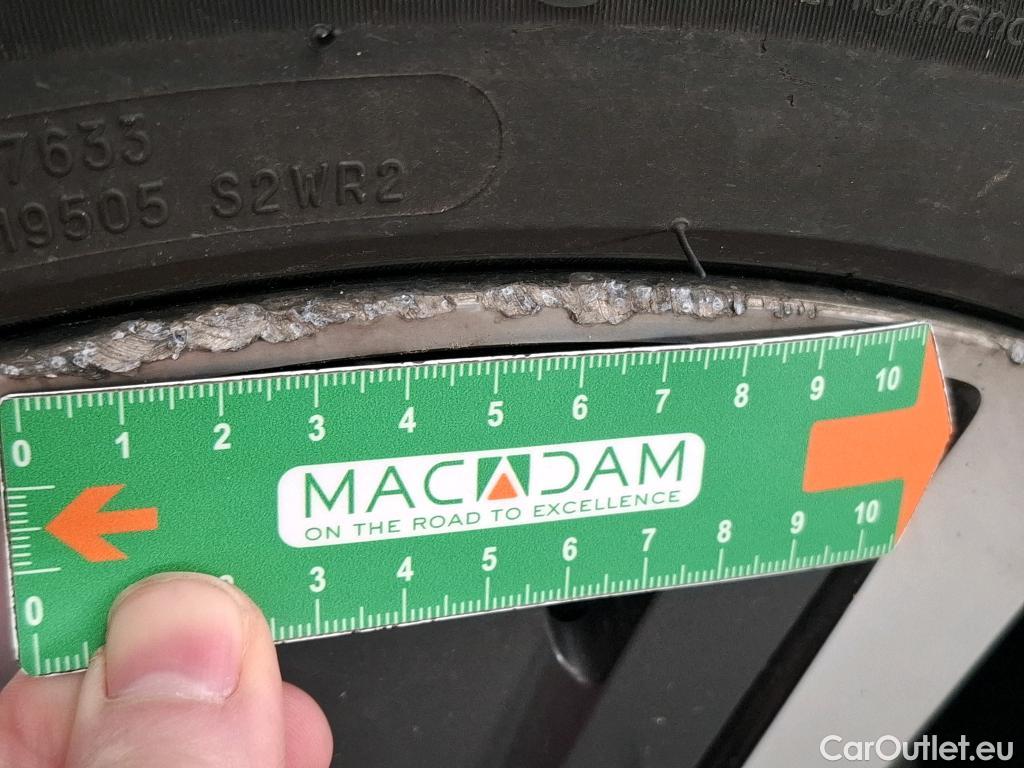 erformanc
7633
19505 S2WR2
0 1 2 3 4 5 6 7 8 9 10
MACADAM
ON THE ROAD TO EXCELLENCE
0 3 4 5 6 7 8 9 10
CarOutlet.eu